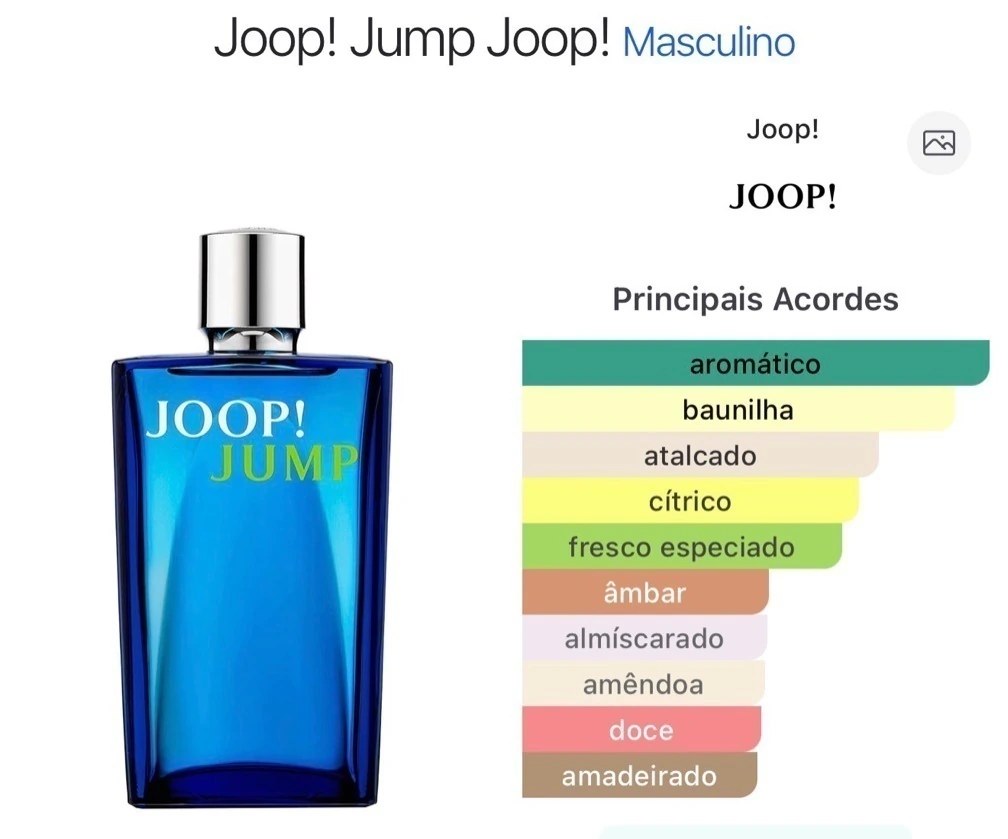 Joop! Jump Joop! Masculino
Joop!
JOOP!
Principais Acordes
JOOP!
JUMP
aromático
baunilha
atalcado
cítrico
fresco especiado
âmbar
almíscarado
amêndoa
doce
amadeirado